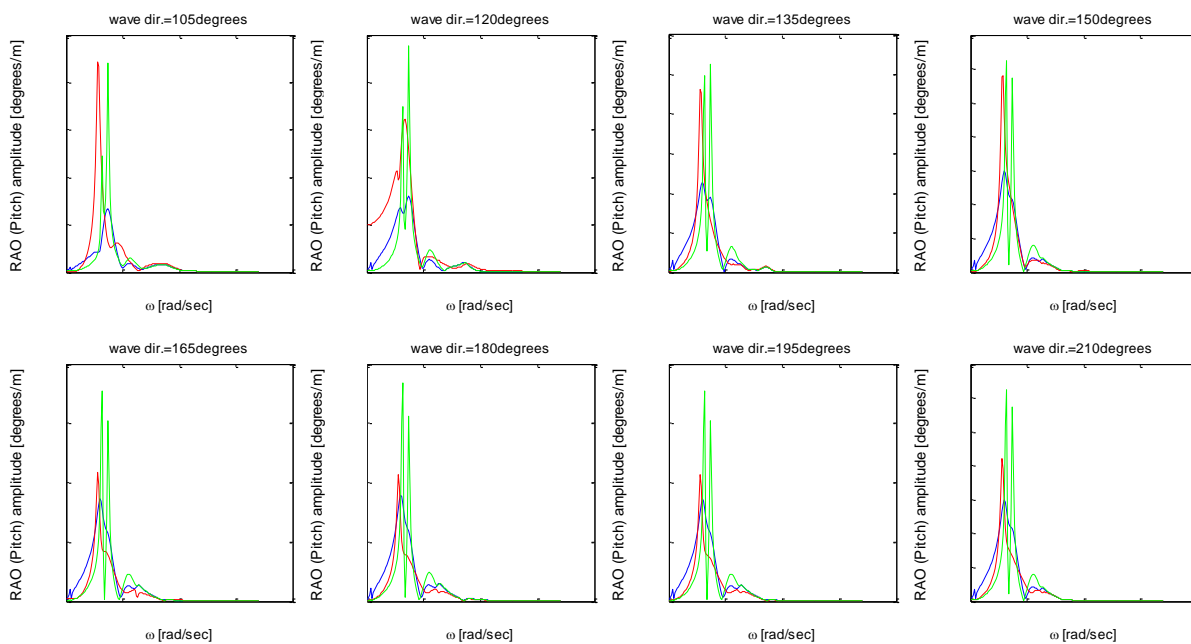 wave dir.=105degrees
RAO (Pitch) amplitude [degrees/m]
ω [rad/sec]
wave dir.=120degrees
RAO (Pitch) amplitude [degrees/m]
ω [rad/sec]
wave dir.=135degrees
RAO (Pitch) amplitude [degrees/m]
ω [rad/sec]
wave dir.=150degrees
RAO (Pitch) amplitude [degrees/m]
ω [rad/sec]
wave dir.=165degrees
RAO (Pitch) amplitude [degrees/m]
ω [rad/sec]
wave dir.=180degrees
RAO (Pitch) amplitude [degrees/m]
ω [rad/sec]
wave dir.=195degrees
RAO (Pitch) amplitude [degrees/m]
ω [rad/sec]
wave dir.=210degrees
RAO (Pitch) amplitude [degrees/m]
ω [rad/sec]